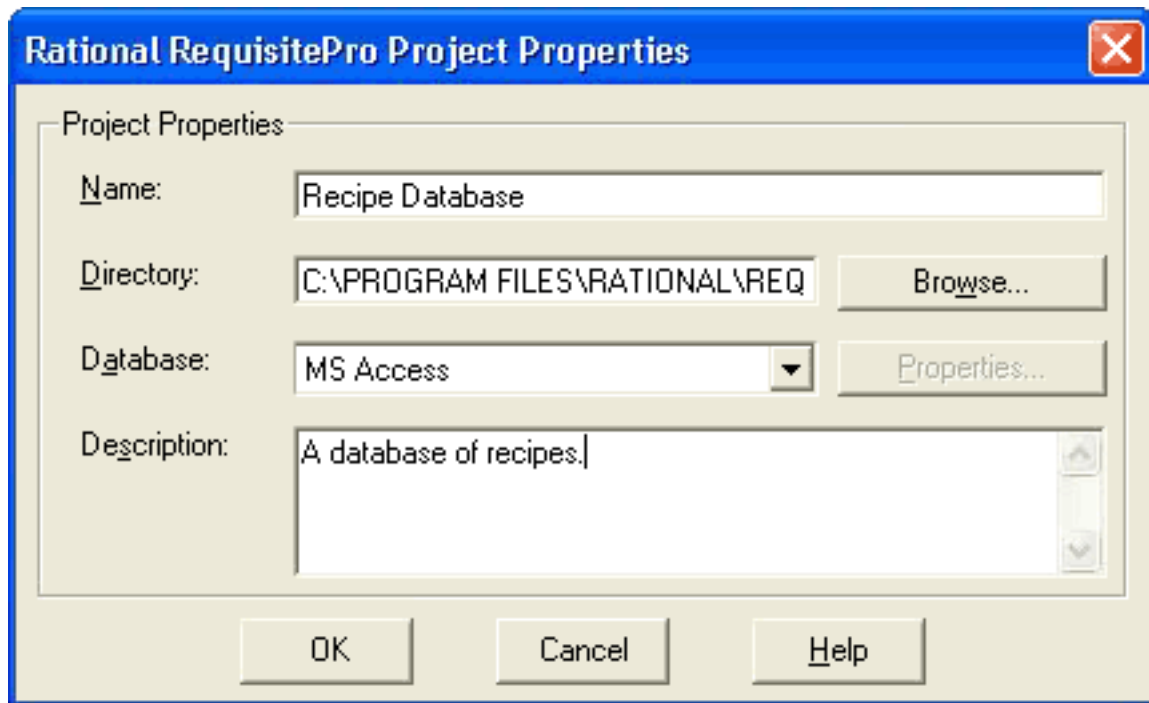 Rational RequisitePro Project Properties
Project Properties
Name:
Recipe Database
Directory:
C:\PROGRAM FILES\RATIONAL\REQ
Browse...
Database:
MS Access
Properties...
Description:
A database of recipes.
OK
Cancel
Help